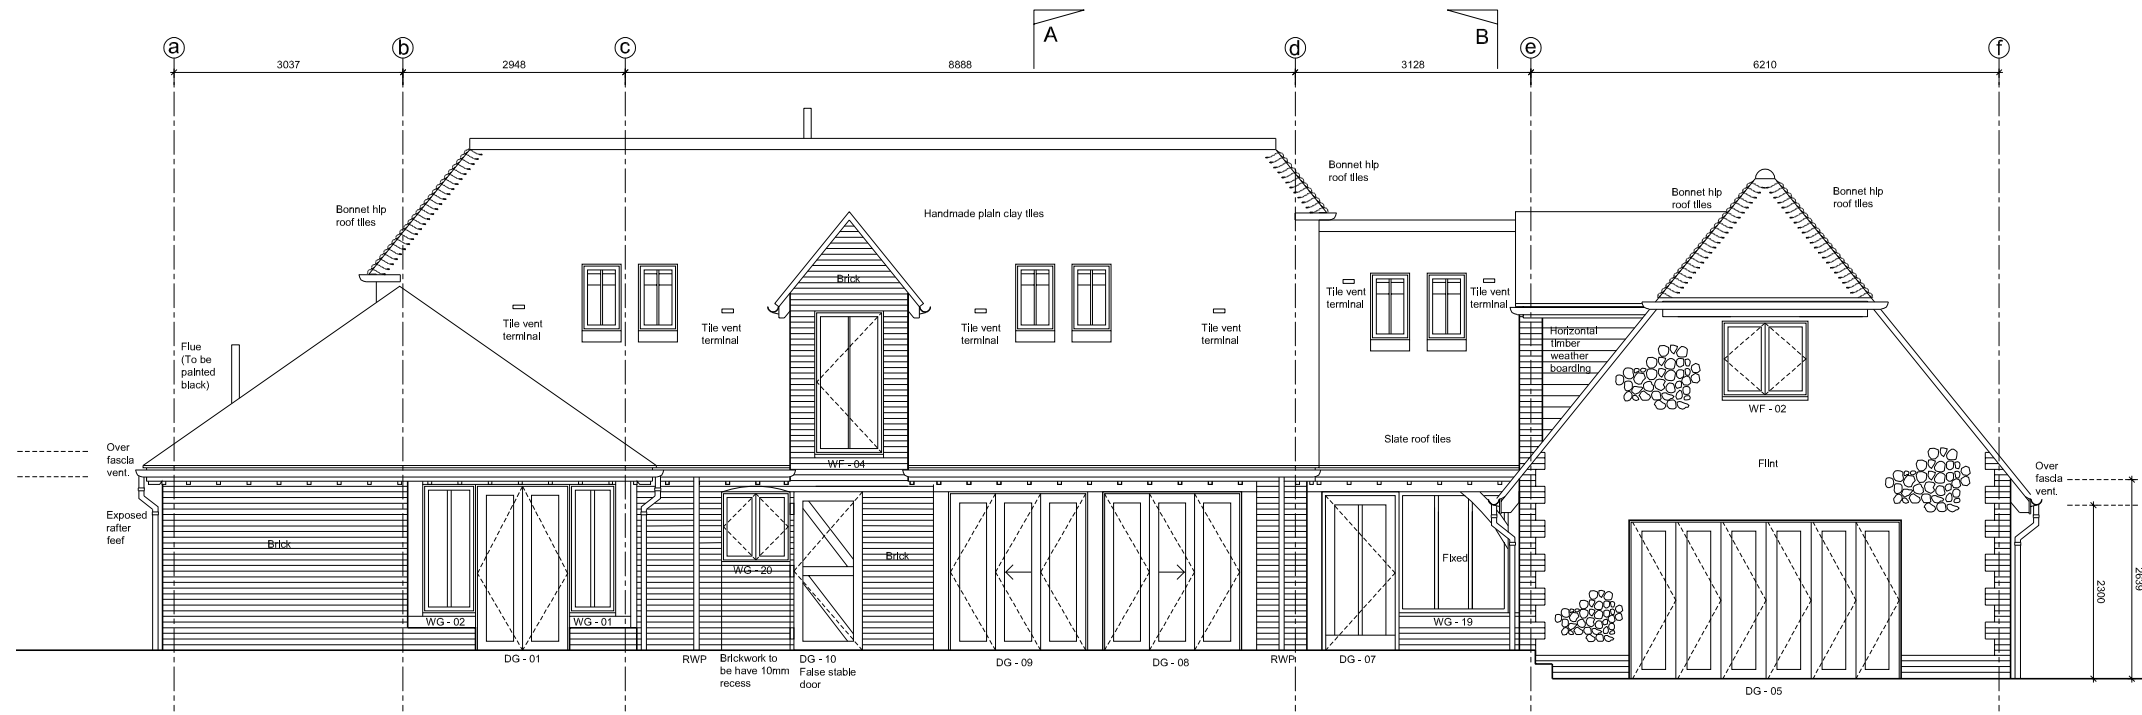 A
B
a
b
c
d
e
f
3037
2948
8888
3128
6210
Bonnet hip
roof tiles
Bonnet hip
roof tiles
Bonnet hip
roof tiles
Bonnet hip
roof tiles
Handmade plain clay tiles
Brick
Tile vent
terminal
Tile vent
terminal
Tile vent
terminal
Tile vent
terminal
Tile vent
terminal
Tile vent
terminal
Flue
(To be
painted
black)
Horizontal
timber
weather
boarding
WF - 02
Slate roof tiles
Flint
WF - 04
Over
fascia
vent.
Over
fascia
vent.
Exposed
rafter
feef
Brick
Brick
Fixed
WG - 20
WG - 02
WG - 01
WG - 19
2300
2639
DG - 01
RWP
Brickwork to
be have 10mm
recess
DG - 10
False stable
door
DG - 09
DG - 08
RWP
DG - 07
DG - 05